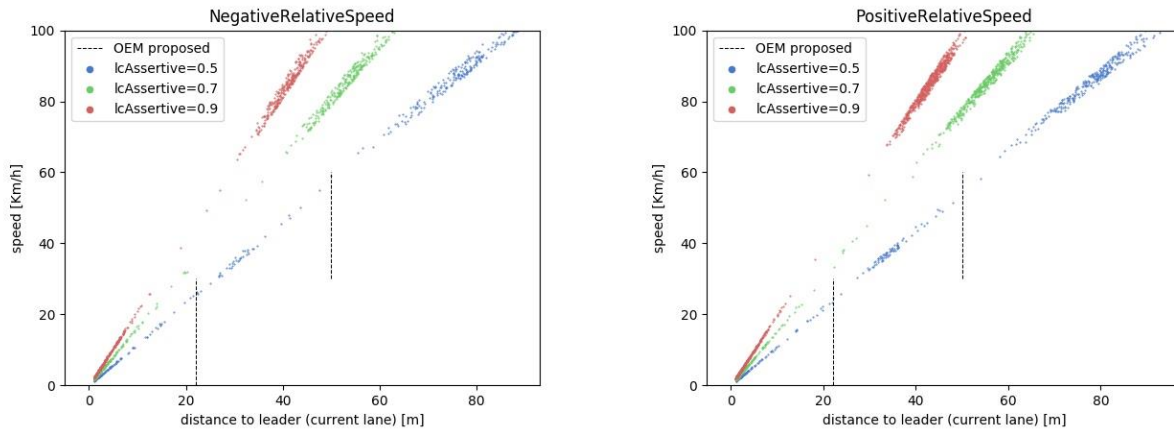 NegativeRelativeSpeed
OEM proposed
lcAssertive=0.5
lcAssertive=0.7
lcAssertive=0.9
100
80
60
40
20
0
speed [Km/h]
0 20 40 60 80
distance to leader (current lane) [m]
PositiveRelativeSpeed
OEM proposed
lcAssertive=0.5
lcAssertive=0.7
lcAssertive=0.9
100
80
60
40
20
0
speed [Km/h]
0 20 40 60 80
distance to leader (current lane) [m]